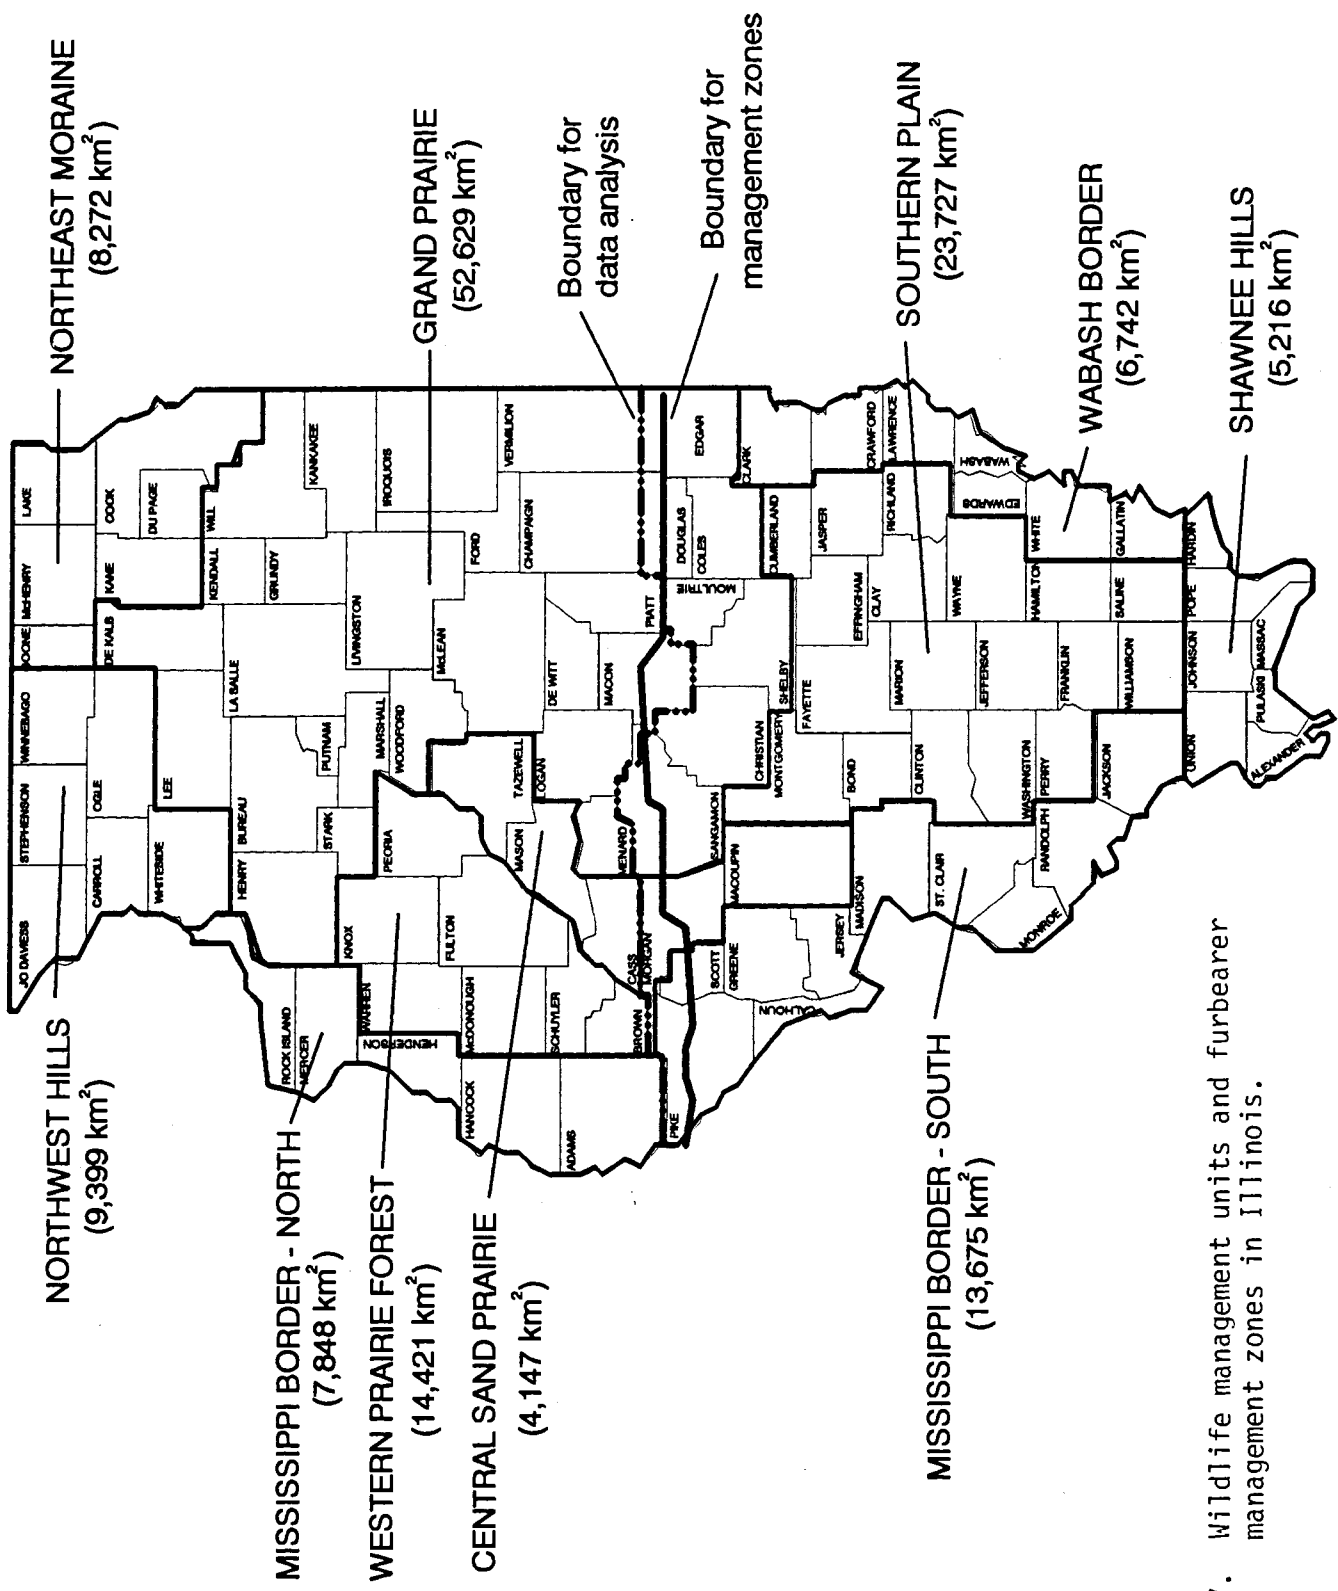 NORTHWEST HILLS
(9,399 km²)
MISSISSIPPI BORDER - NORTH
(7,848 km²)
WESTERN PRAIRIE FOREST
(14,421 km²)
CENTRAL SAND PRAIRIE
(4,147 km²)
MISSISSIPPI BORDER - SOUTH
(13,675 km²)
NORTHEAST MORAINE
(8,272 km²)
GRAND PRAIRIE
(52,629 km²)
Boundary for
data analysis
Boundary for
management zones
SOUTHERN PLAIN
(23,727 km²)
WABASH BORDER
(6,742 km²)
SHAWNEE HILLS
(5,216 km²)
JO DAVIESS
STEPHENSON
WINNEBAGO
BOONE
McHENRY
LAKE
CARROLL
OGLE
DE KALB
KANE
COOK
DU PAGE
WHITESIDE
LEE
KENDALL
WILL
ROCK ISLAND
HENRY
BUREAU
LA SALLE
GRUNDY
KANKAKEE
MERCER
STARK
PUTNAM
MARSHALL
LIVINGSTON
IROQUOIS
HENDERSON
WARREN
KNOX
PEORIA
WOODFORD
McLEAN
FORD
VERMILION
HANCOCK
McDONOUGH
FULTON
MASON
TAZEWELL
LOGAN
DE WITT
CHAMPAIGN
ADAMS
SCHUYLER
BROWN
CASS
MENARD
MACON
PIATT
PIKE
MORGAN
SCOTT
SANGAMON
CHRISTIAN
MOULTRIE
DOUGLAS
COLES
EDGAR
CALHOUN
GREENE
JERSEY
MACOUPIN
MONTGOMERY
SHELBY
CUMBERLAND
CLARK
MADISON
BOND
FAYETTE
EFFINGHAM
JASPER
CRAWFORD
ST. CLAIR
CLINTON
MARION
CLAY
RICHLAND
LAWRENCE
MONROE
RANDOLPH
WASHINGTON
JEFFERSON
WAYNE
EDWARDS
WABASH
PERRY
FRANKLIN
HAMILTON
WHITE
JACKSON
WILLIAMSON
SALINE
GALLATIN
UNION
JOHNSON
POPE
HARDIN
ALEXANDER
PULASKI
MASSAC
Wildlife management units and furbearer
management zones in Illinois.